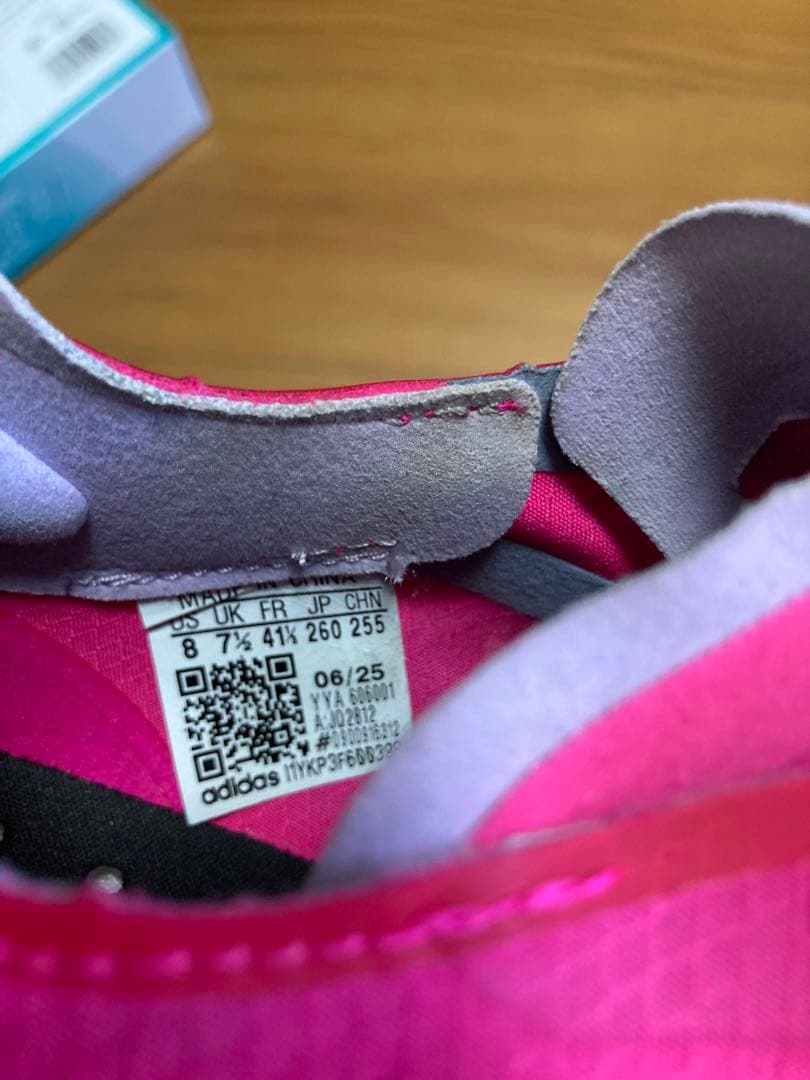 MADE IN CHINA
US UK FR JP CHN
8 7½ 41⅓ 260 255
06/25
YYA 606001
A:JQ2612
adidas